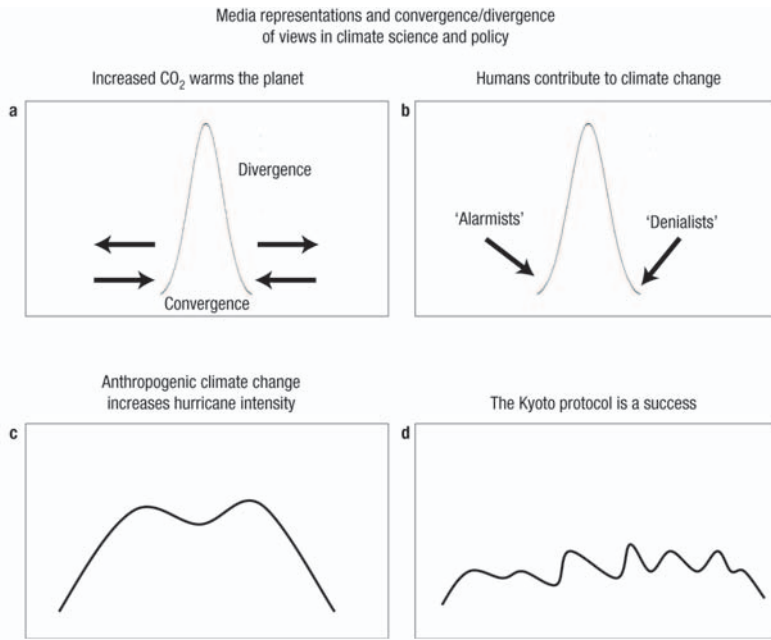 Media representations and convergence/divergence
of views in climate science and policy
Increased CO₂ warms the planet
a
Divergence
Convergence
Humans contribute to climate change
b
'Alarmists'
'Denialists'
Anthropogenic climate change
increases hurricane intensity
c
The Kyoto protocol is a success
d